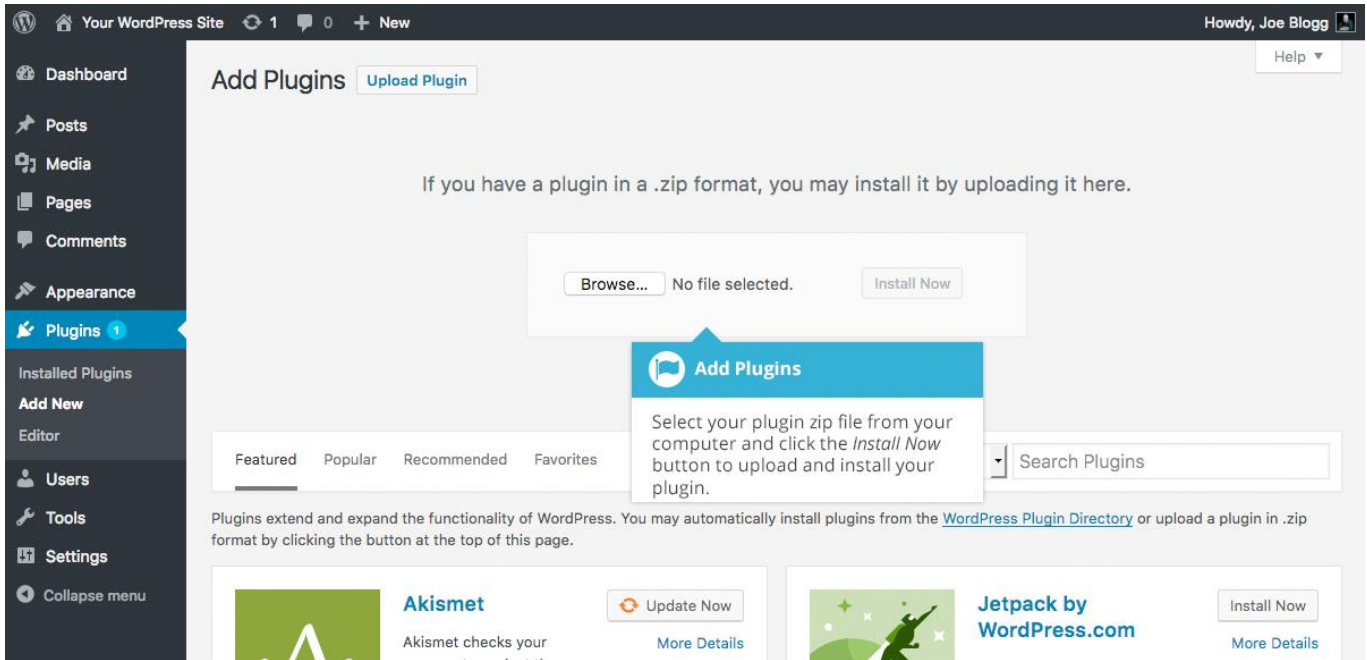 Your WordPress Site 1 0 + New Howdy, Joe Blogg
Help ▼
Dashboard
Posts
Media
Pages
Comments
Appearance
Plugins 1
Installed Plugins
Add New
Editor
Users
Tools
Settings
Collapse menu
Add Plugins Upload Plugin
If you have a plugin in a .zip format, you may install it by uploading it here.
Browse... No file selected. Install Now
Add Plugins
Select your plugin zip file from your
computer and click the Install Now
button to upload and install your
plugin.
Featured Popular Recommended Favorites Search Plugins
Plugins extend and expand the functionality of WordPress. You may automatically install plugins from the WordPress Plugin Directory or upload a plugin in .zip
format by clicking the button at the top of this page.
Akismet Update Now
Akismet checks your More Details
Jetpack by Install Now
WordPress.com More Details